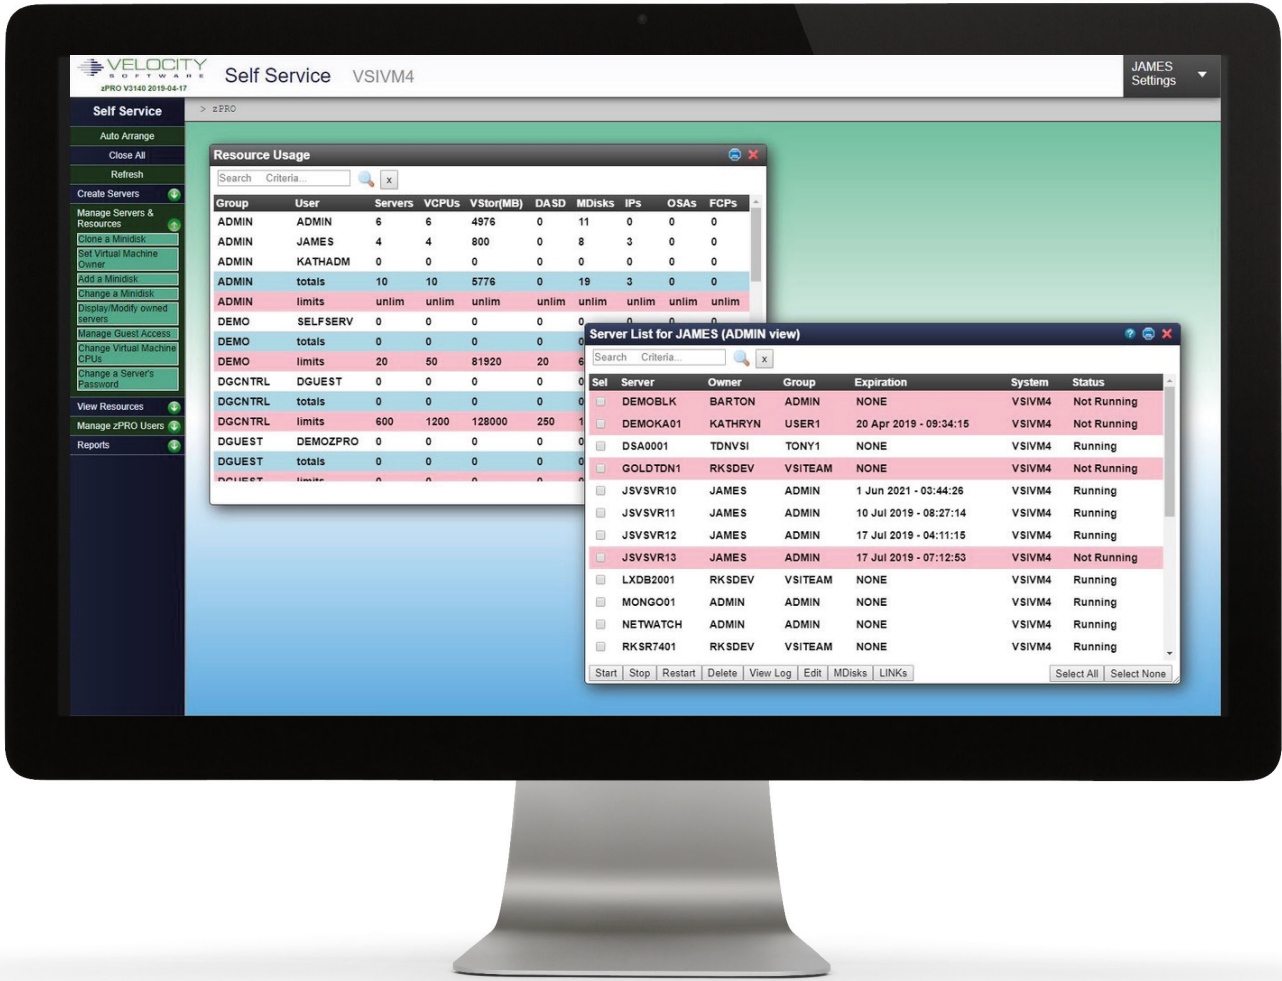 VELOCITY
SOFTWARE
zPRO V3140 2019-04-17
Self Service VSIVM4
JAMES
Settings
Self Service
> zPRO
Auto Arrange
Close All
Refresh
Create Servers
Manage Servers &
Resources
Clone a Minidisk
Set Virtual Machine
Owner
Add a Minidisk
Change a Minidisk
Display/Modify owned
servers
Manage Guest Access
Change Virtual Machine
CPUs
Change a Server's
Password
View Resources
Manage zPRO Users
Reports
Resource Usage
Search Criteria... x
Group User Servers VCPUs VStor(MB) DASD MDisks IPs OSAs FCPs
ADMIN ADMIN 6 6 4976 0 11 0 0 0
ADMIN JAMES 4 4 800 0 8 3 0 0
ADMIN KATHADM 0 0 0 0 0 0 0 0
ADMIN totals 10 10 5776 0 19 3 0 0
ADMIN limits unlim unlim unlim unlim unlim unlim unlim unlim
DEMO SELFSERV 0 0 0 0 0 0 0 0
DEMO totals 0 0 0 0
DEMO limits 20 50 81920 20
DGCNTRL DGUEST 0 0 0 0
DGCNTRL totals 0 0 0 0
DGCNTRL limits 600 1200 128000 250
DGUEST DEMOZPRO 0 0 0 0
DGUEST totals 0 0 0 0
DGUEST limits 0 0 0 0
Server List for JAMES (ADMIN view)
Search Criteria... x
Sel Server Owner Group Expiration System Status
DEMOBLK BARTON ADMIN NONE VSIVM4 Not Running
DEMOKA01 KATHRYN USER1 20 Apr 2019 - 09:34:15 VSIVM4 Not Running
DSA0001 TDNVSI TONY1 NONE VSIVM4 Running
GOLDTDN1 RKSDEV VSITEAM NONE VSIVM4 Not Running
JSVSVR10 JAMES ADMIN 1 Jun 2021 - 03:44:26 VSIVM4 Running
JSVSVR11 JAMES ADMIN 10 Jul 2019 - 08:27:14 VSIVM4 Running
JSVSVR12 JAMES ADMIN 17 Jul 2019 - 04:11:15 VSIVM4 Running
JSVSVR13 JAMES ADMIN 17 Jul 2019 - 07:12:53 VSIVM4 Not Running
LXDB2001 RKSDEV VSITEAM NONE VSIVM4 Running
MONGO01 ADMIN ADMIN NONE VSIVM4 Running
NETWATCH ADMIN ADMIN NONE VSIVM4 Running
RKSR7401 RKSDEV VSITEAM NONE VSIVM4 Running
Start Stop Restart Delete View Log Edit MDisks LINKs Select All Select None